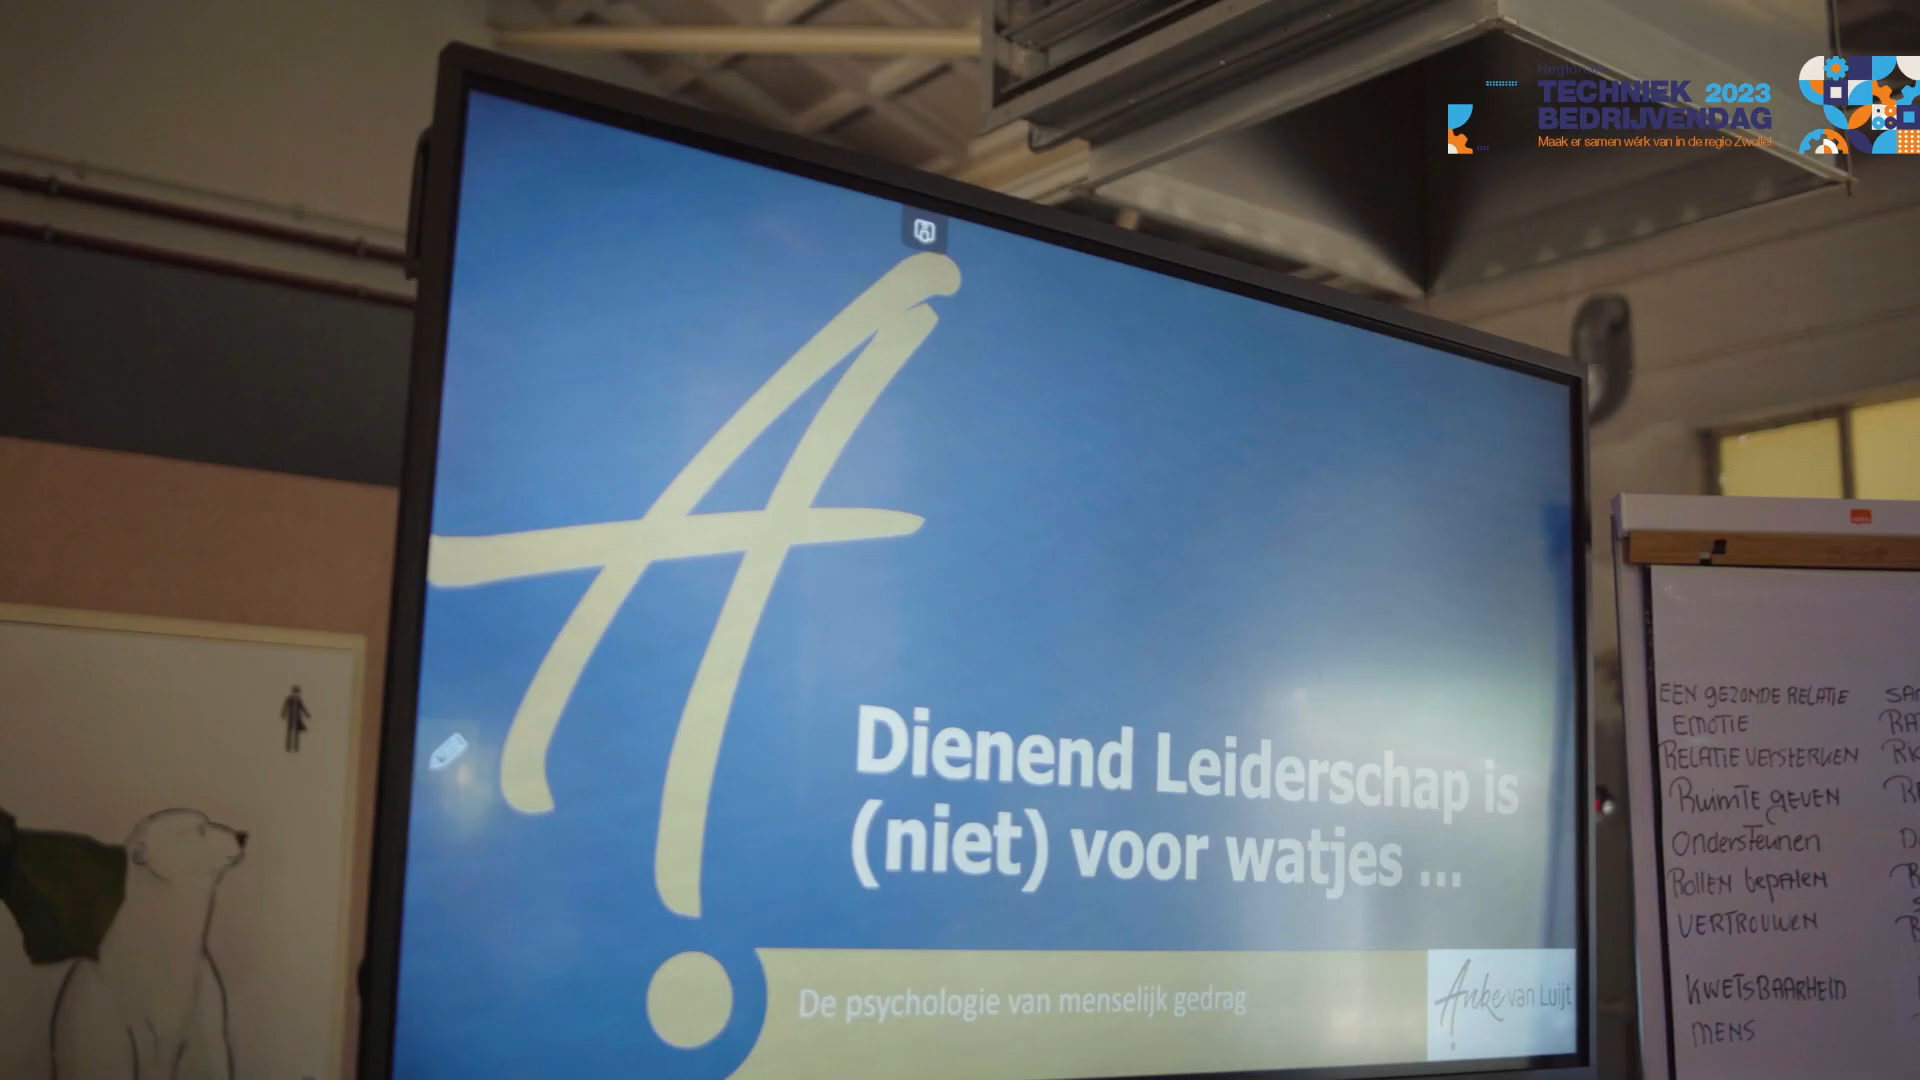 Regionale
TECHNIEK 2023
BEDRIJVENDAG
Maak er samen wérk van in de regio Zwolle!
Dienend Leiderschap is
(niet) voor watjes ...
De psychologie van menselijk gedrag
Anke van Luijt
EEN GEZONDE RELATIE
EMOTIE
RELATIE VERSTERKEN
RUIMTE GEVEN
ONDERSTEUNEN
ROLLEN bepalen
VERTROUWEN
KWETSBAARHEID
MENS